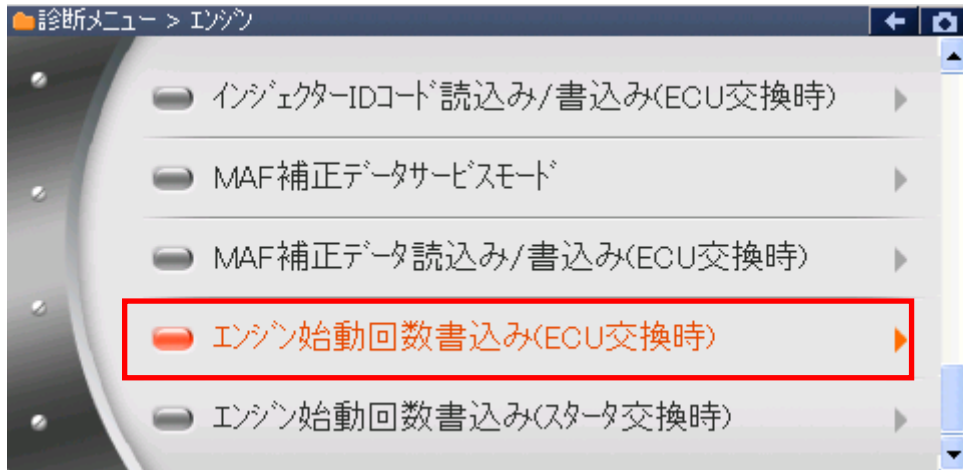 診断メニュー > エンジン
インジェクターIDコード読込み/書込み(ECU交換時)
MAF補正データサービスモード
MAF補正データ読込み/書込み(ECU交換時)
エンジン始動回数書込み(ECU交換時)
エンジン始動回数書込み(スタータ交換時)